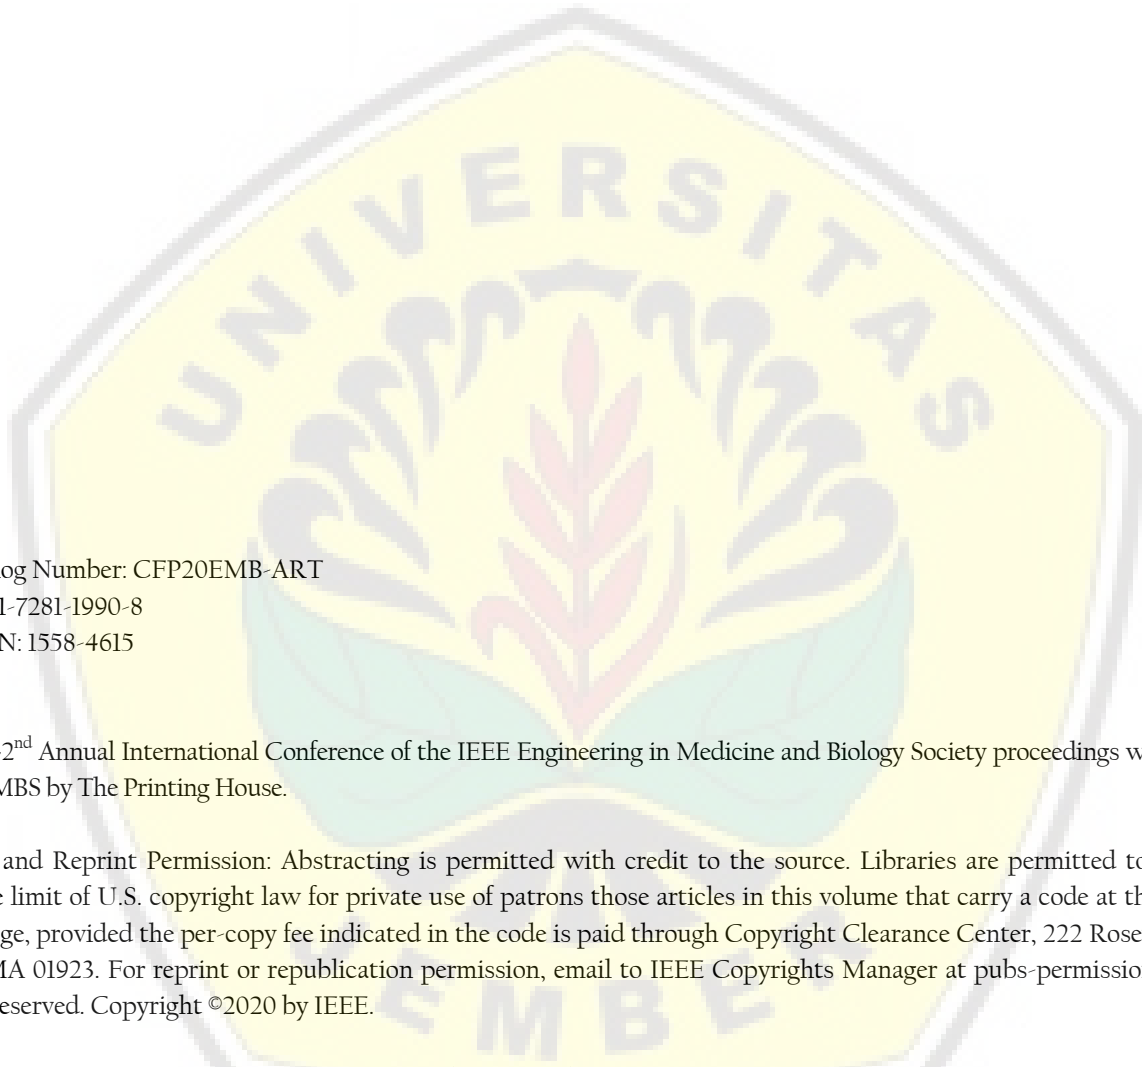 UNIVERSITAS
og Number: CFP20EMB-ART
1-7281-1990-8
N: 1558-4615
2nd Annual International Conference of the IEEE Engineering in Medicine and Biology Society proceedings w
MBS by The Printing House.
and Reprint Permission: Abstracting is permitted with credit to the source. Libraries are permitted to
e limit of U.S. copyright law for private use of patrons those articles in this volume that carry a code at th
ge, provided the per-copy fee indicated in the code is paid through Copyright Clearance Center, 222 Rose
MA 01923. For reprint or republication permission, email to IEEE Copyrights Manager at pubs-permissio
eserved. Copyright ©2020 by IEEE.
JEMBER